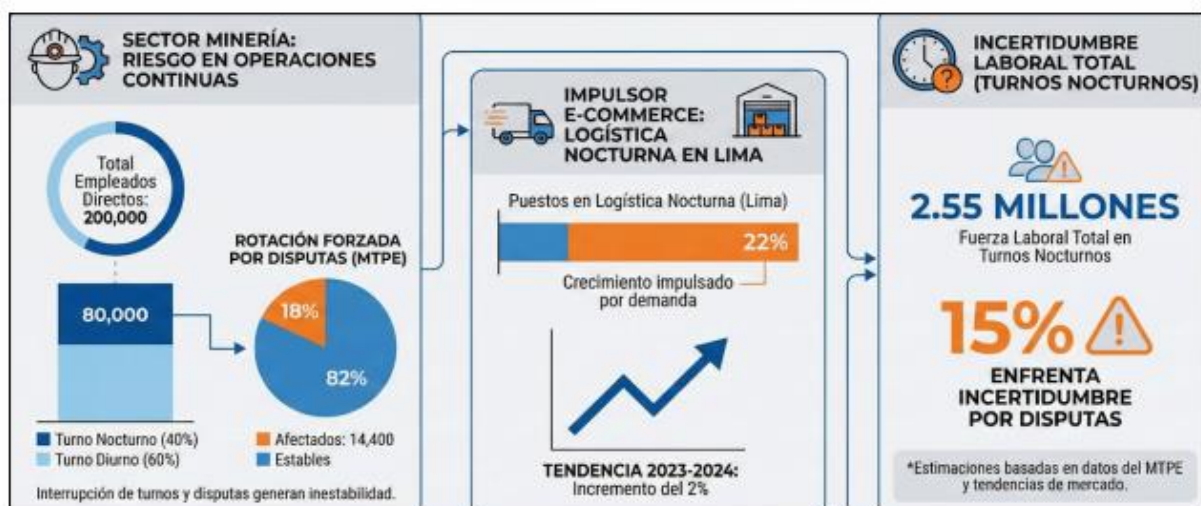 SECTOR MINERÍA:
RIESGO EN OPERACIONES
CONTINUAS
Total
Empleados
Directos:
200,000
80,000
Turno Nocturno (40%)
Turno Diurno (60%)
ROTACIÓN FORZADA
POR DISPUTAS (MTPE)
18%
82%
Afectados: 14,400
Estables
Interrupción de turnos y disputas generan inestabilidad.
IMPULSOR
E-COMMERCE:
LOGÍSTICA
NOCTURNA EN LIMA
Puestos en Logística Nocturna (Lima)
22%
Crecimiento impulsado
por demanda
TENDENCIA 2023-2024:
Incremento del 2%
INCERTIDUMBRE
LABORAL TOTAL
(TURNOS NOCTURNOS)
?
2.55 MILLONES
Fuerza Laboral Total en
Turnos Nocturnos
15%
ENFRENTA
INCERTIDUMBRE
POR DISPUTAS
*Estimaciones basadas en datos del MTPE
y tendencias de mercado.